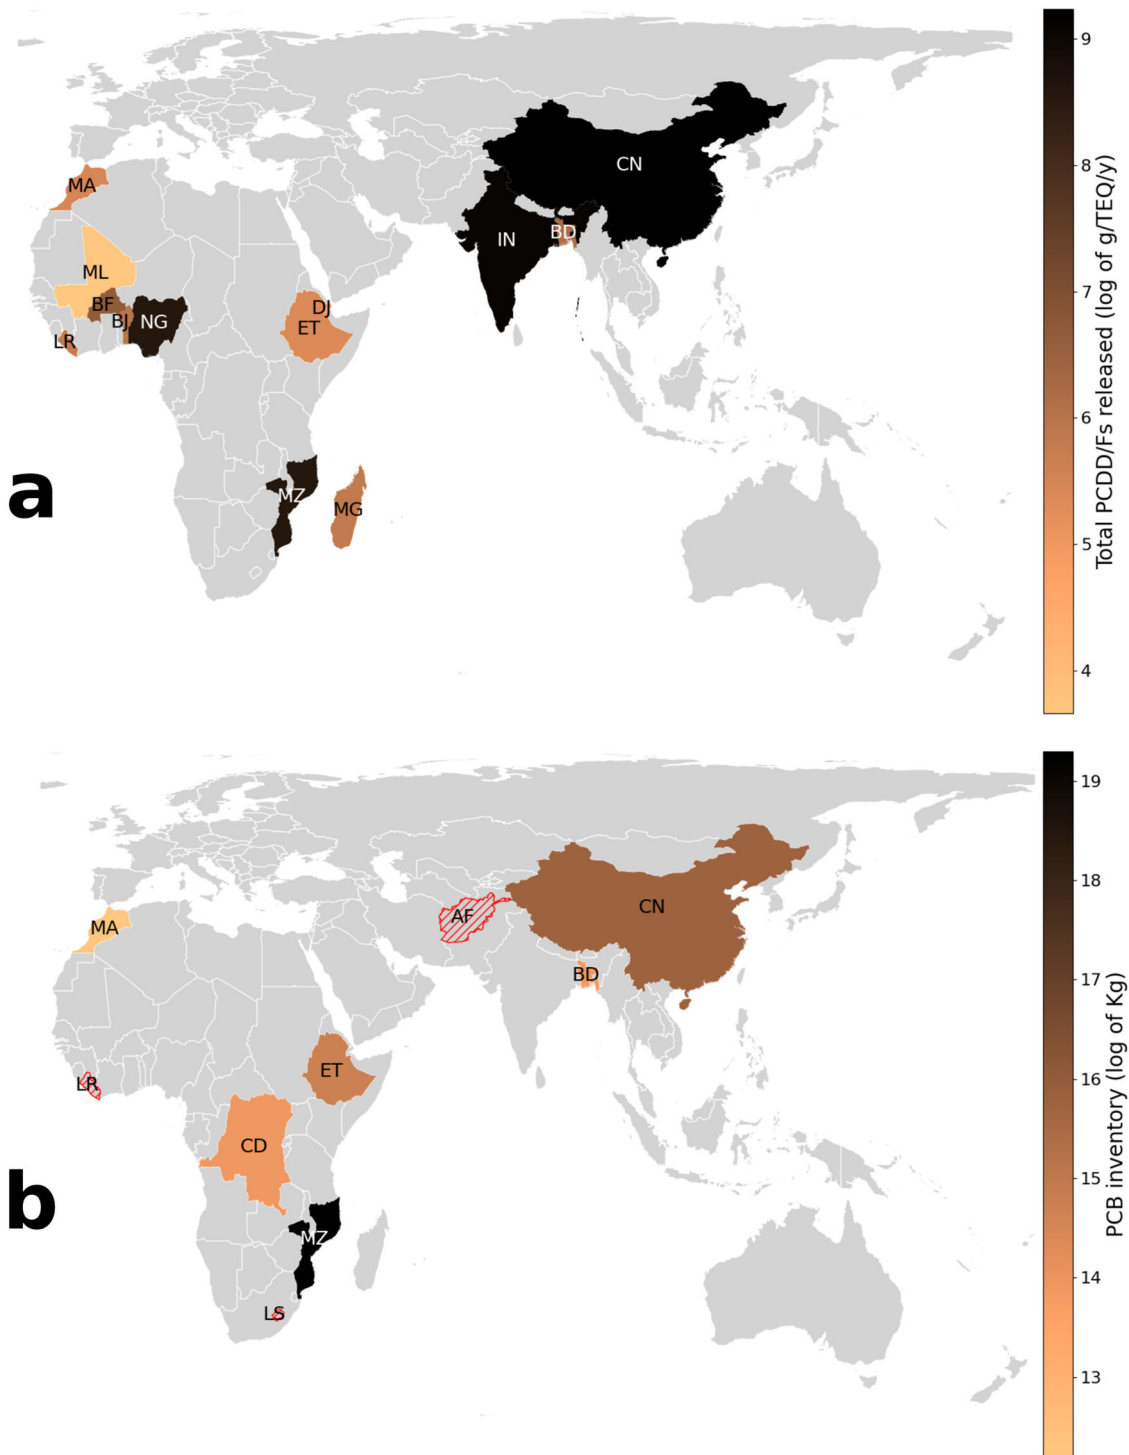 9
8
7
6
5
4
Total PCDD/Fs released (log of g/TEQ/y)
CN
MA
IN
BD
ML
BF
DJ
BJ
NG
ET
LR
a
MZ
MG
19
18
17
16
15
14
13
PCB inventory (log of Kg)
CN
AF
MA
BD
ET
LR
CD
b
MZ
LS